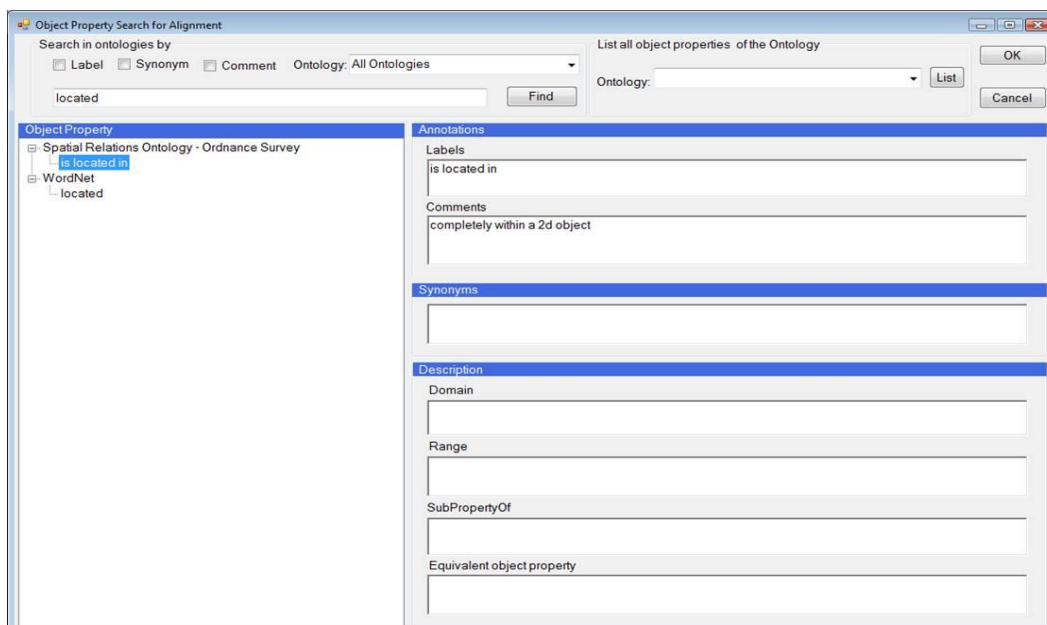 Object Property Search for Alignment
Search in ontologies by
Label Synonym Comment Ontology: All Ontologies
located Find
List all object properties of the Ontology
Ontology: List
OK
Cancel
Object Property
Spatial Relations Ontology - Ordnance Survey
is located in
WordNet
located
Annotations
Labels
is located in
Comments
completely within a 2d object
Synonyms
Description
Domain
Range
SubPropertyOf
Equivalent object property